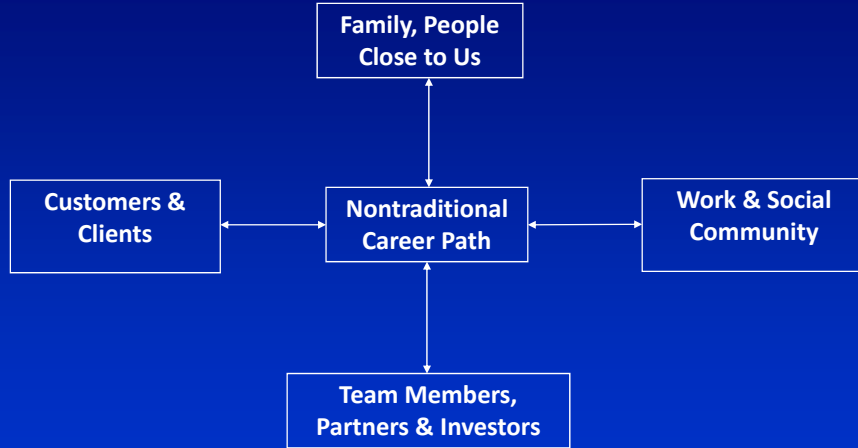 Family, People
Close to Us
Customers &
Clients
Nontraditional
Career Path
Work & Social
Community
Team Members,
Partners & Investors